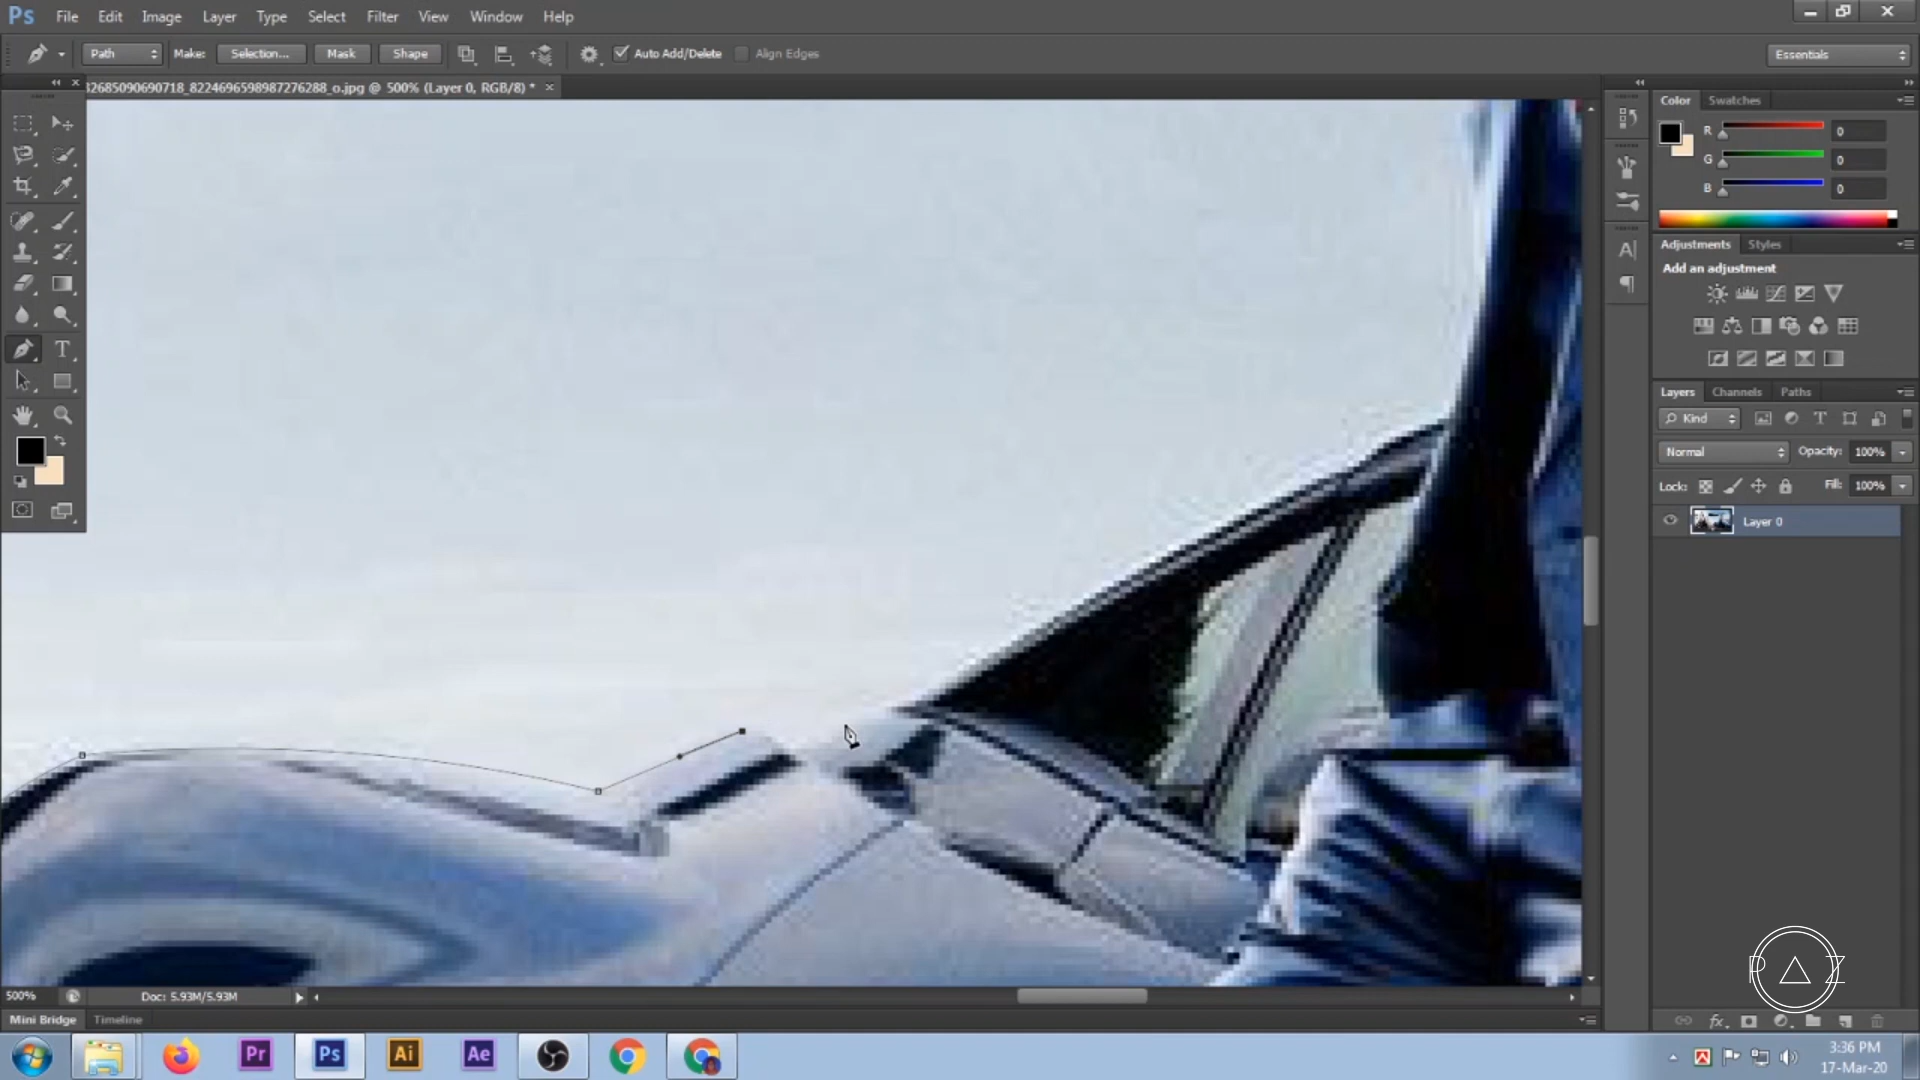 Ps File Edit Image Layer Type Select Filter View Window Help
Path Make: Selection... Mask Shape Auto Add/Delete Align Edges Essentials
32685090690718_8224696598987276288_o.jpg @ 500% (Layer 0, RGB/8) *
Color Swatches
R 0
G 0
B 0
Adjustments Styles
Add an adjustment
Layers Channels Paths
Kind
Normal Opacity: 100%
Lock: Fill: 100%
Layer 0
P Z
500% Doc: 5.93M/5.93M
Mini Bridge Timeline
Pr Ps Ai Ae
3:36 PM
17-Mar-20